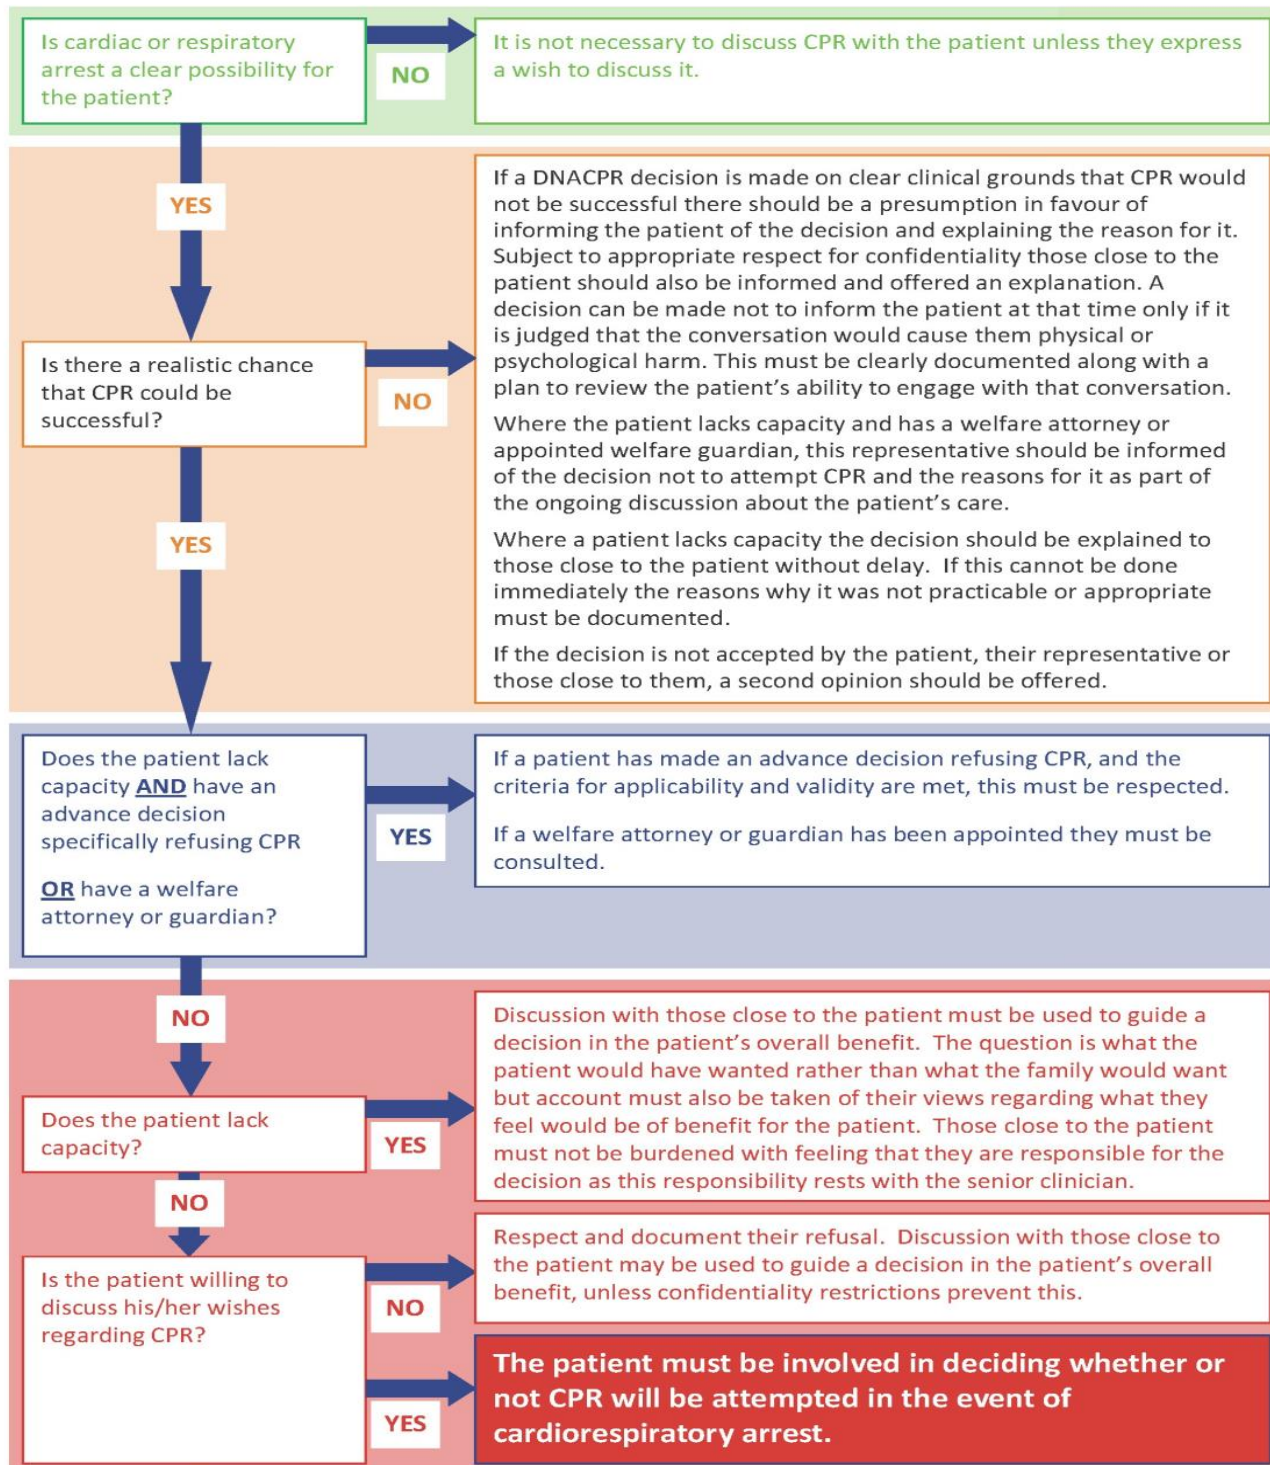 Is cardiac or respiratory
arrest a clear possibility for
the patient?
NO
It is not necessary to discuss CPR with the patient unless they express
a wish to discuss it.
YES
Is there a realistic chance
that CPR could be
successful?
NO
If a DNACPR decision is made on clear clinical grounds that CPR would
not be successful there should be a presumption in favour of
informing the patient of the decision and explaining the reason for it.
Subject to appropriate respect for confidentiality those close to the
patient should also be informed and offered an explanation. A
decision can be made not to inform the patient at that time only if it
is judged that the conversation would cause them physical or
psychological harm. This must be clearly documented along with a
plan to review the patient's ability to engage with that conversation.
Where the patient lacks capacity and has a welfare attorney or
appointed welfare guardian, this representative should be informed
of the decision not to attempt CPR and the reasons for it as part of
the ongoing discussion about the patient's care.
Where a patient lacks capacity the decision should be explained to
those close to the patient without delay. If this cannot be done
immediately the reasons why it was not practicable or appropriate
must be documented.
If the decision is not accepted by the patient, their representative or
those close to them, a second opinion should be offered.
YES
Does the patient lack
capacity AND have an
advance decision
specifically refusing CPR
OR have a welfare
attorney or guardian?
YES
If a patient has made an advance decision refusing CPR, and the
criteria for applicability and validity are met, this must be respected.
If a welfare attorney or guardian has been appointed they must be
consulted.
NO
Does the patient lack
capacity?
YES
Discussion with those close to the patient must be used to guide a
decision in the patient's overall benefit. The question is what the
patient would have wanted rather than what the family would want
but account must also be taken of their views regarding what they
feel would be of benefit for the patient. Those close to the patient
must not be burdened with feeling that they are responsible for the
decision as this responsibility rests with the senior clinician.
NO
Is the patient willing to
discuss his/her wishes
regarding CPR?
NO
Respect and document their refusal. Discussion with those close to
the patient may be used to guide a decision in the patient's overall
benefit, unless confidentiality restrictions prevent this.
YES
The patient must be involved in deciding whether or
not CPR will be attempted in the event of
cardiorespiratory arrest.